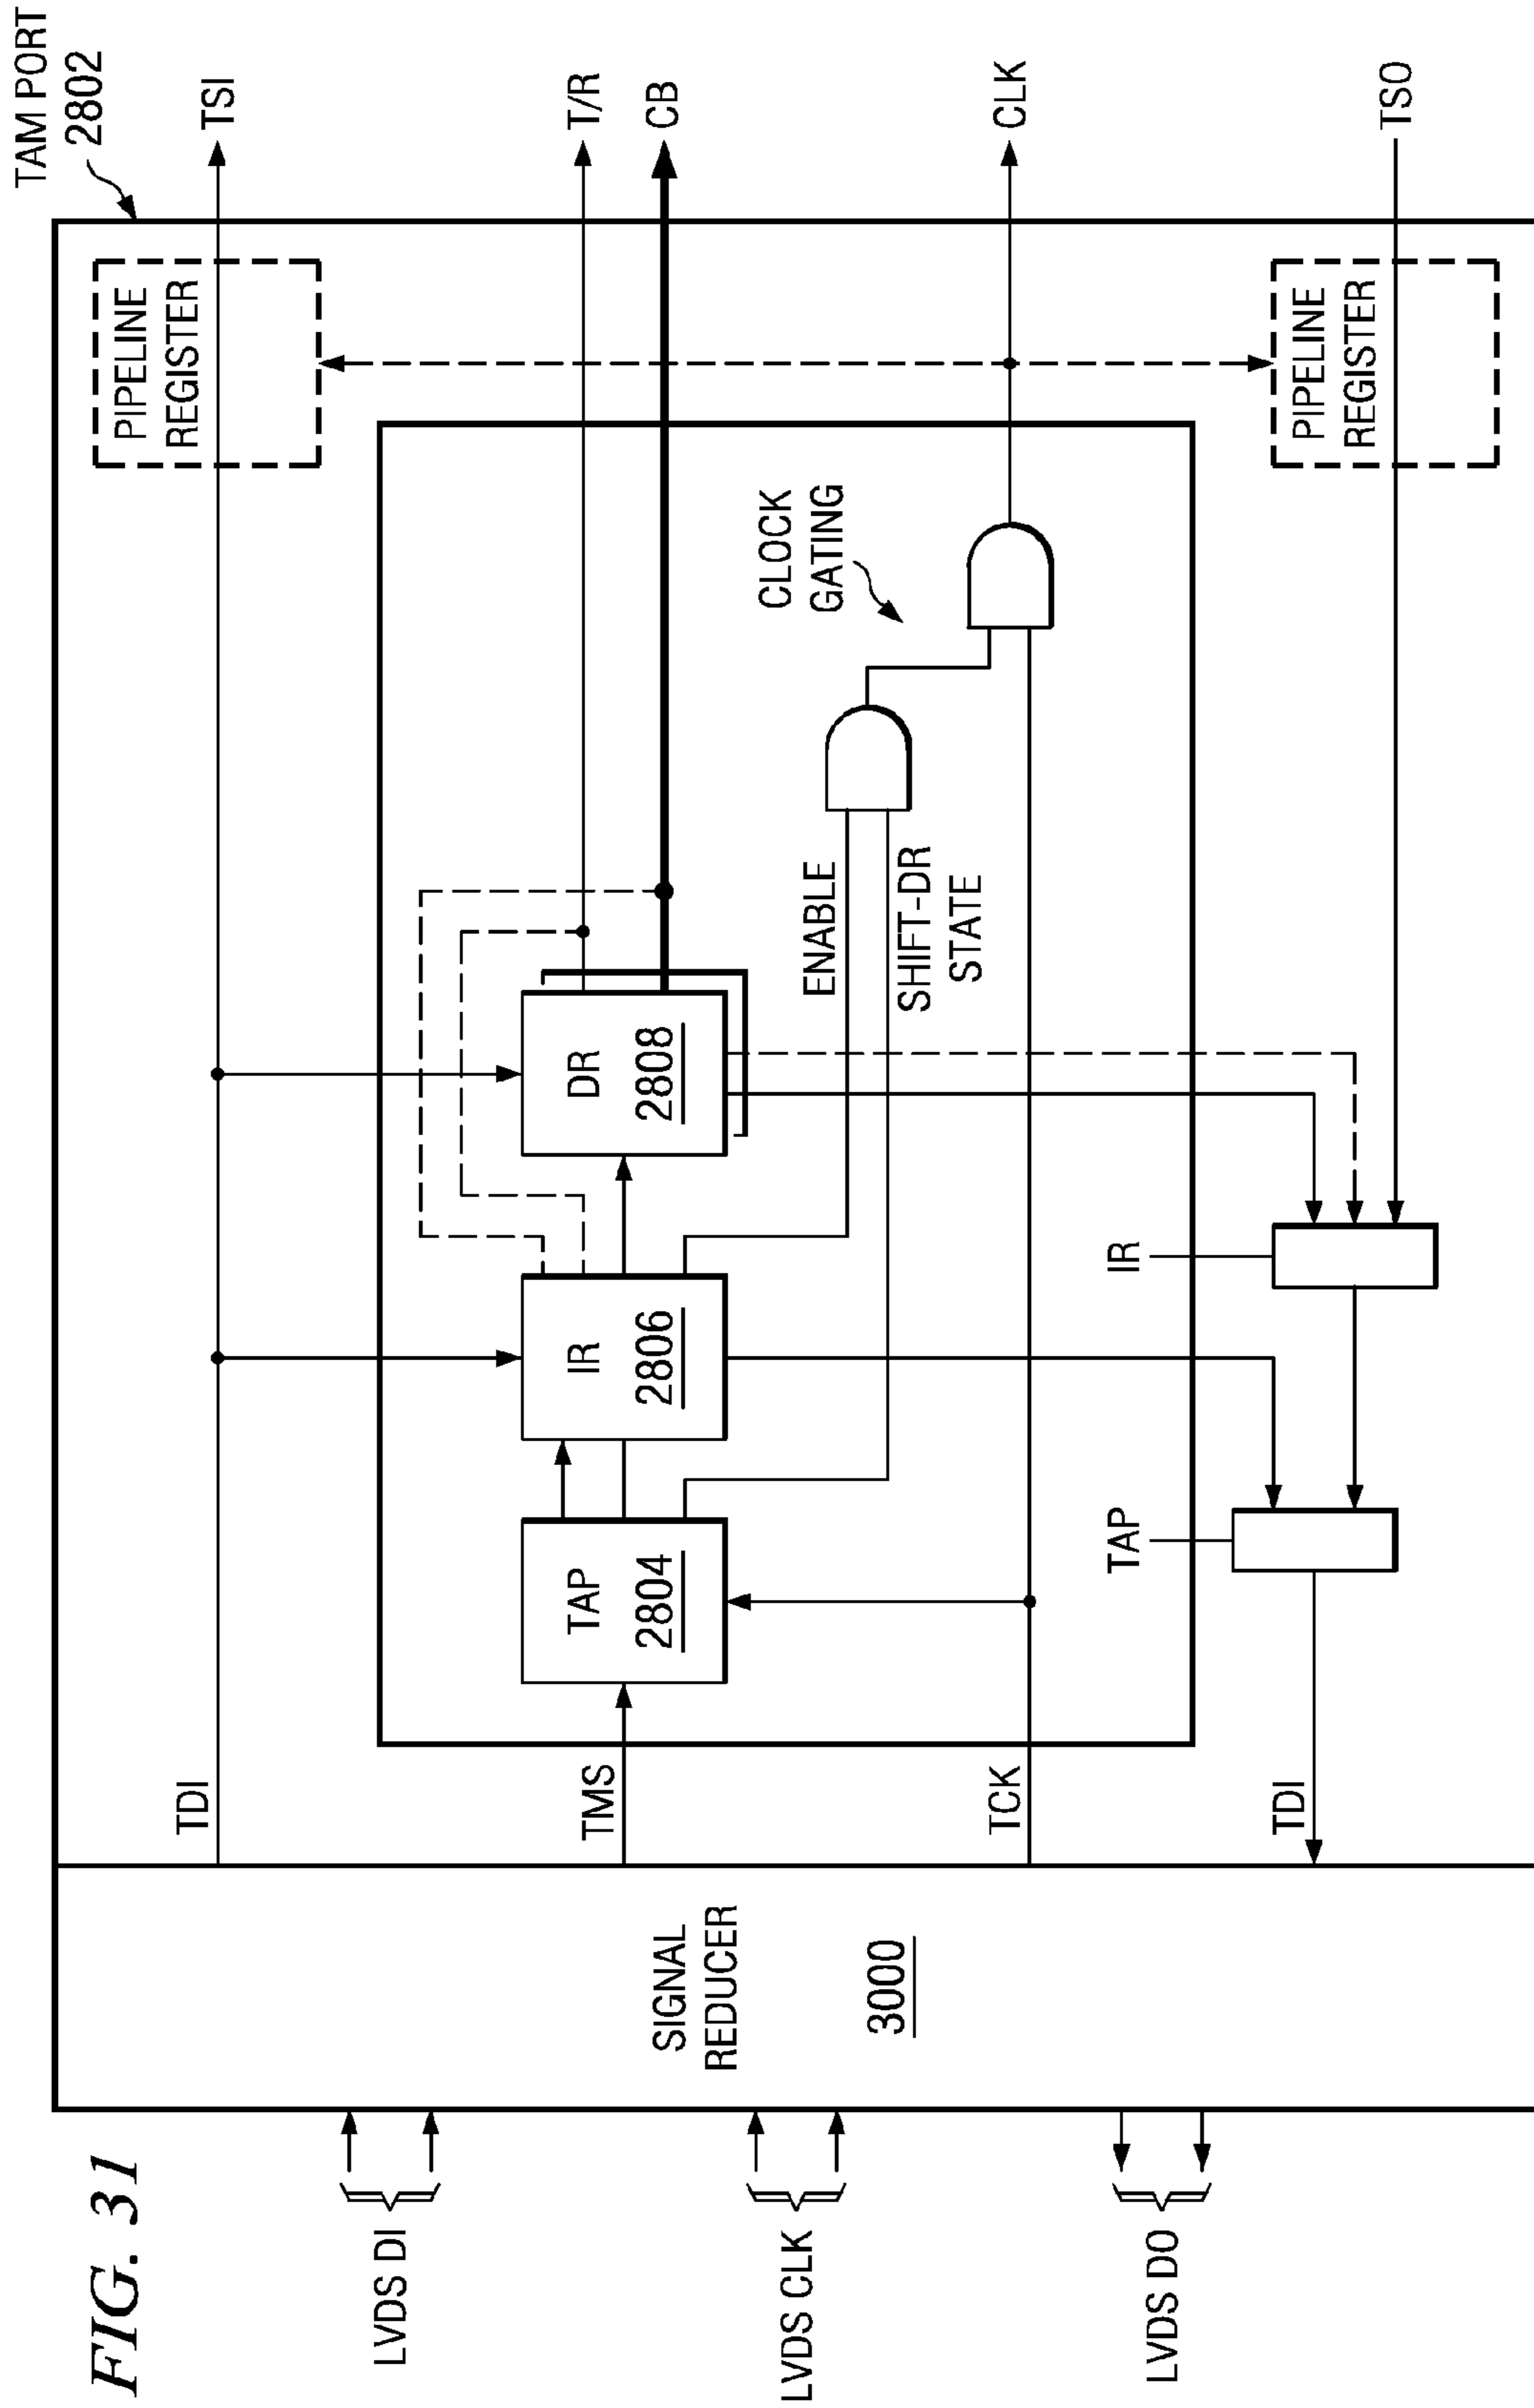 FIG. 31
TAM PORT
2802
LVDS DI
LVDS CLK
LVDS DO
SIGNAL
REDUCER
3000
TDI
TMS
TCK
TDI
TAP
2804
IR
2806
DR
2808
ENABLE
SHIFT-DR
STATE
CLOCK
GATING
TAP
IR
PIPELINE
REGISTER
PIPELINE
REGISTER
TSI
T/R
CB
CLK
TSO